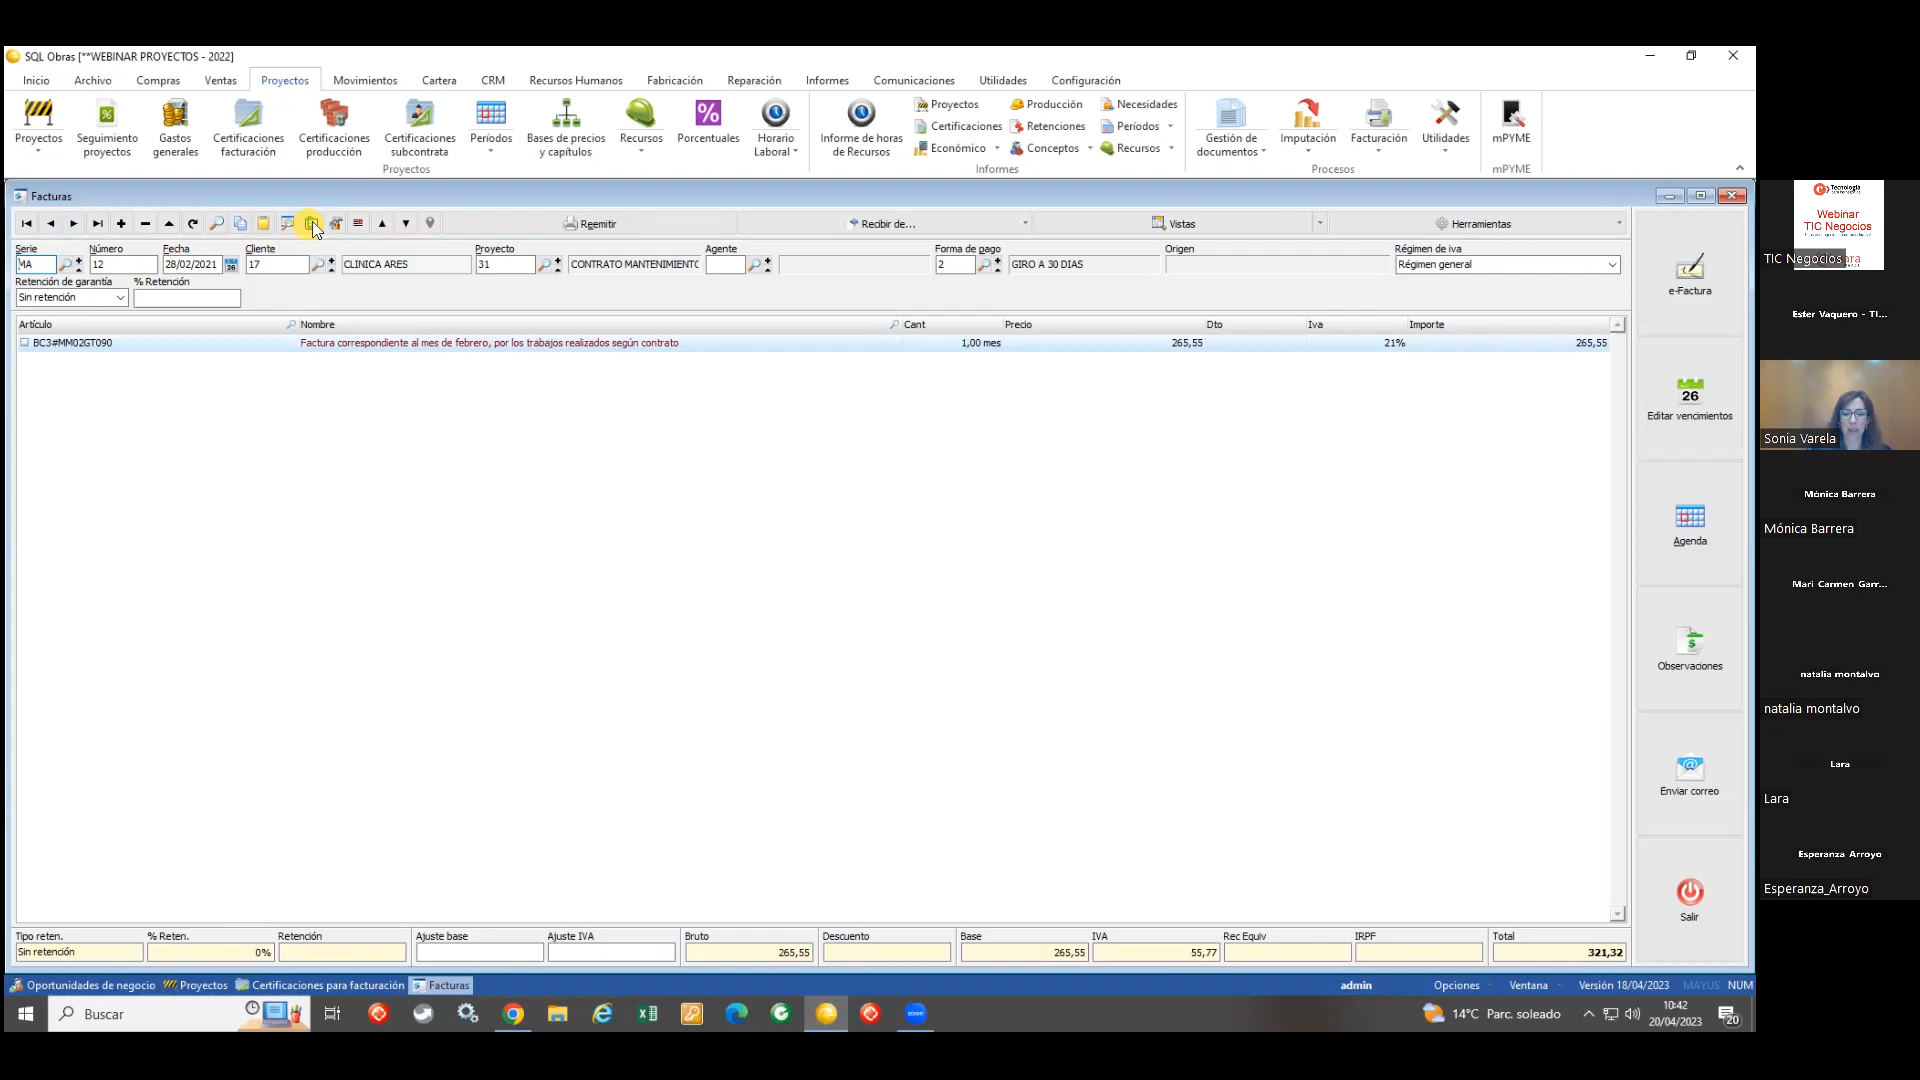 SQL Obras [**WEBINAR PROYECTOS - 2022]
Inicio Archivo Compras Ventas Proyectos Movimientos Cartera CRM Recursos Humanos Fabricación Reparación Informes Comunicaciones Utilidades Configuración
Proyectos
Seguimiento proyectos
Gastos generales
Certificaciones facturación
Certificaciones producción
Certificaciones subcontrata
Períodos
Bases de precios y capítulos
Recursos
Porcentuales
Horario Laboral
Informe de horas de Recursos
Proyectos Producción Necesidades
Certificaciones Retenciones Períodos
Económico Conceptos Recursos
Gestión de documentos
Imputación
Facturación
Utilidades
mPYME
Proyectos Informes Procesos mPYME
Facturas
Reemitir Recibir de... Vistas Herramientas
Serie Número Fecha Cliente Proyecto Agente Forma de pago Origen Régimen de iva
MA 12 28/02/2021 26 17 CLINICA ARES 31 CONTRATO MANTENIMIENTO 2 GIRO A 30 DIAS Régimen general
Retención de garantía % Retención
Sin retención
Artículo Nombre Cant Precio Dto Iva Importe
BC3#MM02GT090 Factura correspondiente al mes de febrero, por los trabajos realizados según contrato 1,00 mes 265,55 21% 265,55
e-Factura
26
Editar vencimientos
Agenda
Observaciones
Enviar correo
Salir
Tipo reten. % Reten. Retención Ajuste base Ajuste IVA Bruto Descuento Base IVA Rec Equiv IRPF Total
Sin retención 0% 265,55 265,55 55,77 321,32
Oportunidades de negocio Proyectos Certificaciones para facturación Facturas admin Opciones Ventana Versión 18/04/2023 MAYUS NUM
Buscar
zoom
14°C Parc. soleado
10:42
20/04/2023
20
Tecnología
Webinar
TIC Negocios
TIC Negocios
Ester Vaquero - TI...
Sonia Varela
Mónica Barrera
Mónica Barrera
Mari Carmen Garr...
natalia montalvo
natalia montalvo
Lara
Lara
Esperanza Arroyo
Esperanza_Arroyo